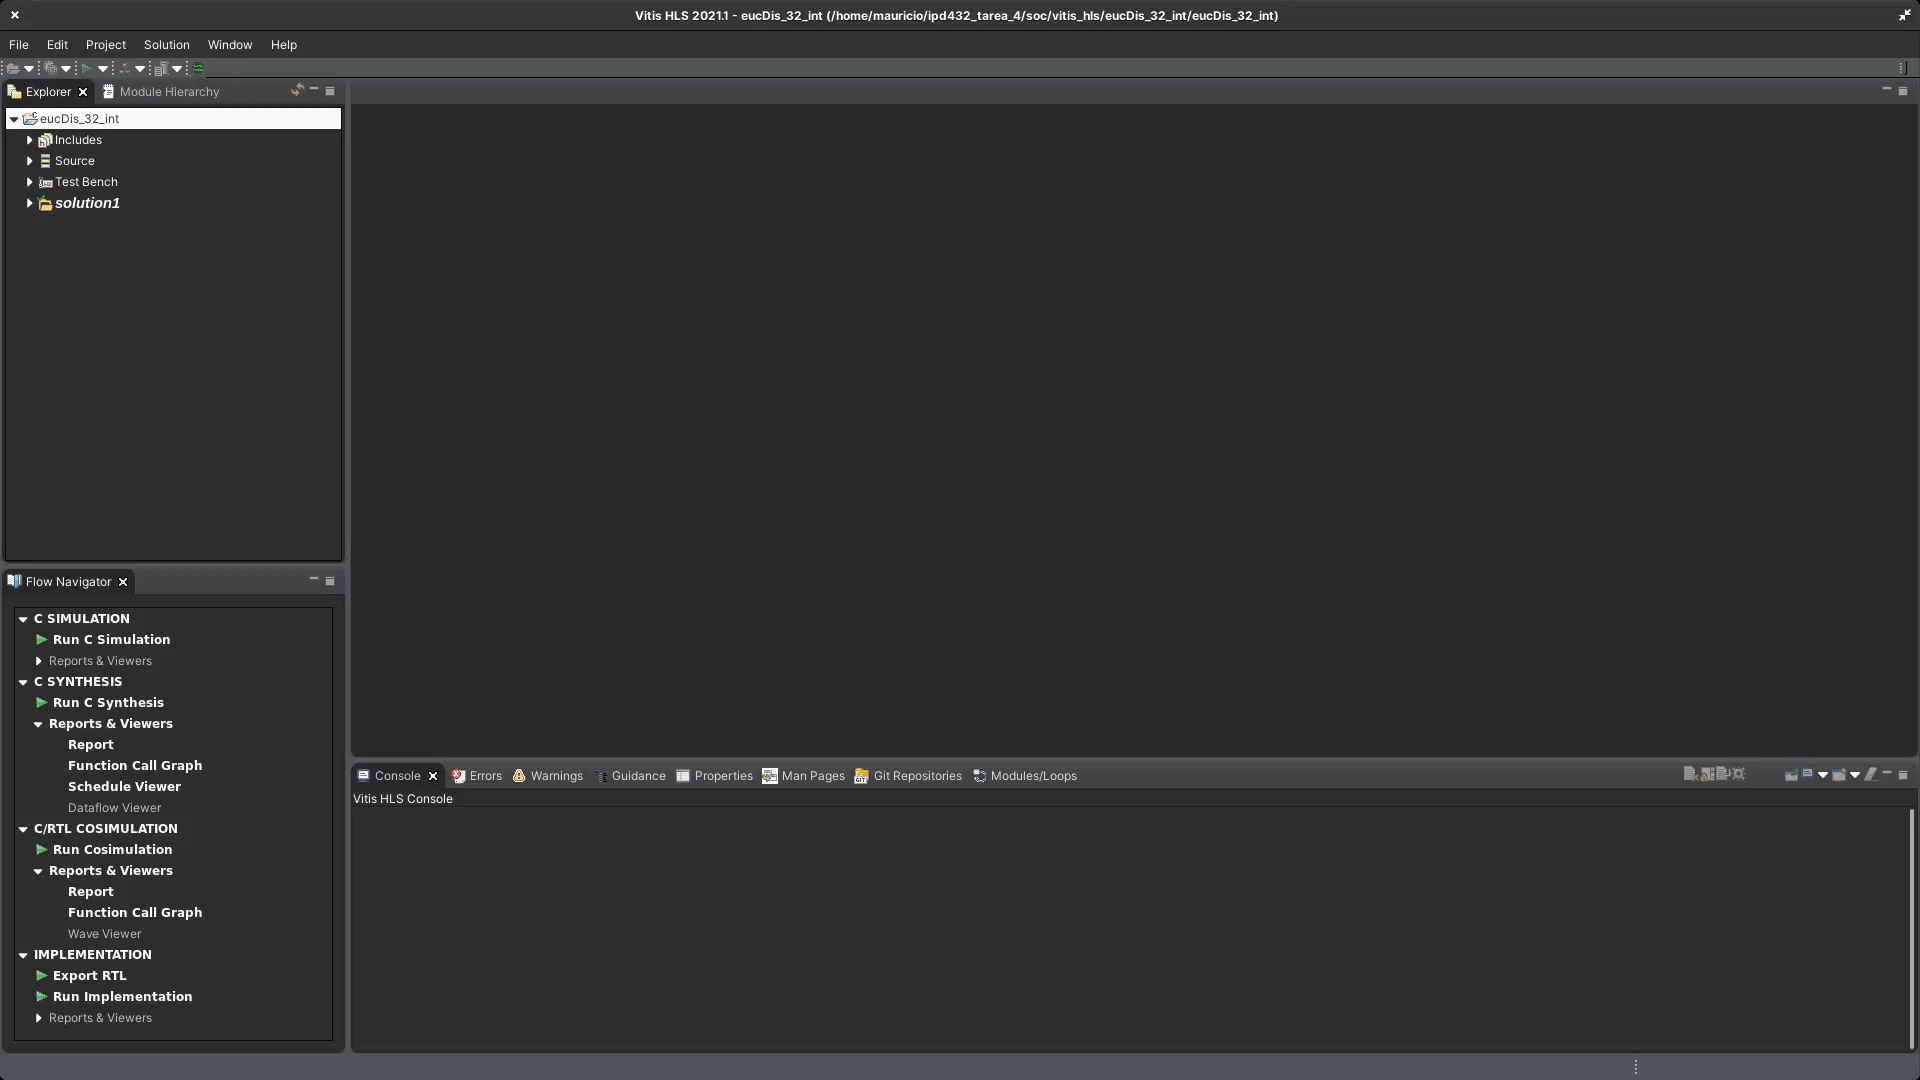 Vitis HLS 2021.1 - eucDis_32_int (/home/mauricio/ipd432_tarea_4/soc/vitis_hls/eucDis_32_int/eucDis_32_int)
File Edit Project Solution Window Help
Explorer Module Hierarchy
eucDis_32_int
Includes
Source
Test Bench
solution1
Flow Navigator
C SIMULATION
Run C Simulation
Reports & Viewers
C SYNTHESIS
Run C Synthesis
Reports & Viewers
Report
Function Call Graph
Schedule Viewer
Dataflow Viewer
C/RTL COSIMULATION
Run Cosimulation
Reports & Viewers
Report
Function Call Graph
Wave Viewer
IMPLEMENTATION
Export RTL
Run Implementation
Reports & Viewers
Console Errors Warnings Guidance Properties Man Pages Git Repositories Modules/Loops
Vitis HLS Console